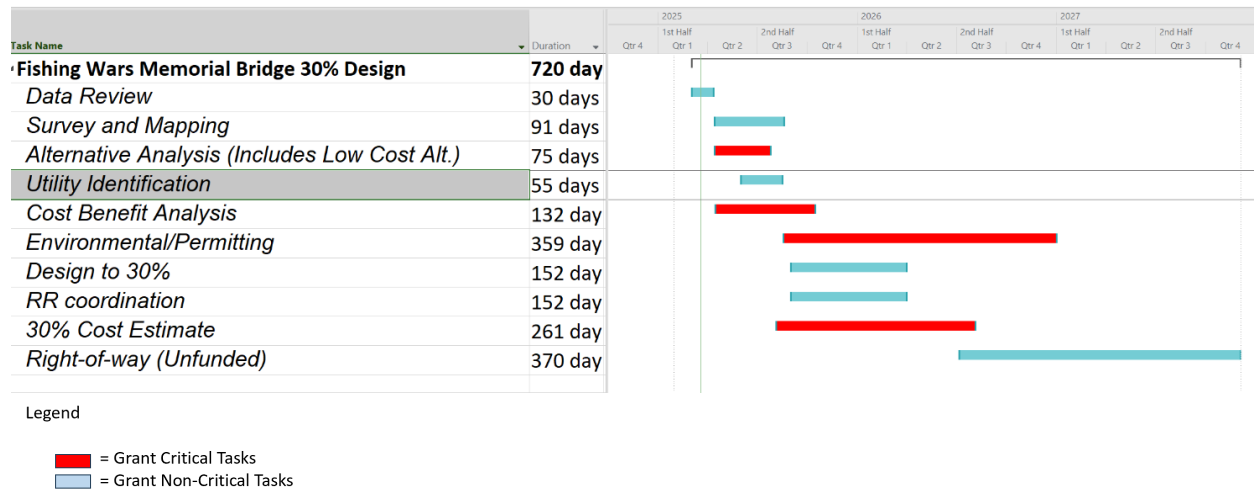 2025 2026 2027
1st Half 2nd Half 1st Half 2nd Half 1st Half 2nd Half
Task Name Duration Qtr 4 Qtr 1 Qtr 2 Qtr 3 Qtr 4 Qtr 1 Qtr 2 Qtr 3 Qtr 4 Qtr 1 Qtr 2 Qtr 3 Qtr 4
Fishing Wars Memorial Bridge 30% Design 720 day
Data Review 30 days
Survey and Mapping 91 days
Alternative Analysis (Includes Low Cost Alt.) 75 days
Utility Identification 55 days
Cost Benefit Analysis 132 day
Environmental/Permitting 359 day
Design to 30% 152 day
RR coordination 152 day
30% Cost Estimate 261 day
Right-of-way (Unfunded) 370 day
Legend
= Grant Critical Tasks
= Grant Non-Critical Tasks